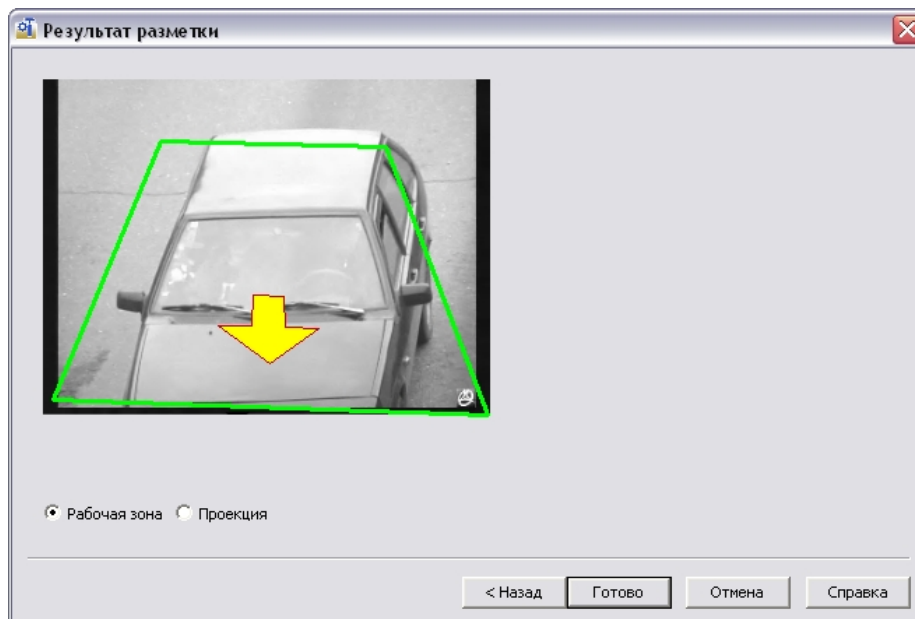 Результат разметки
Рабочая зона Проекция
< Назад Готово Отмена Справка